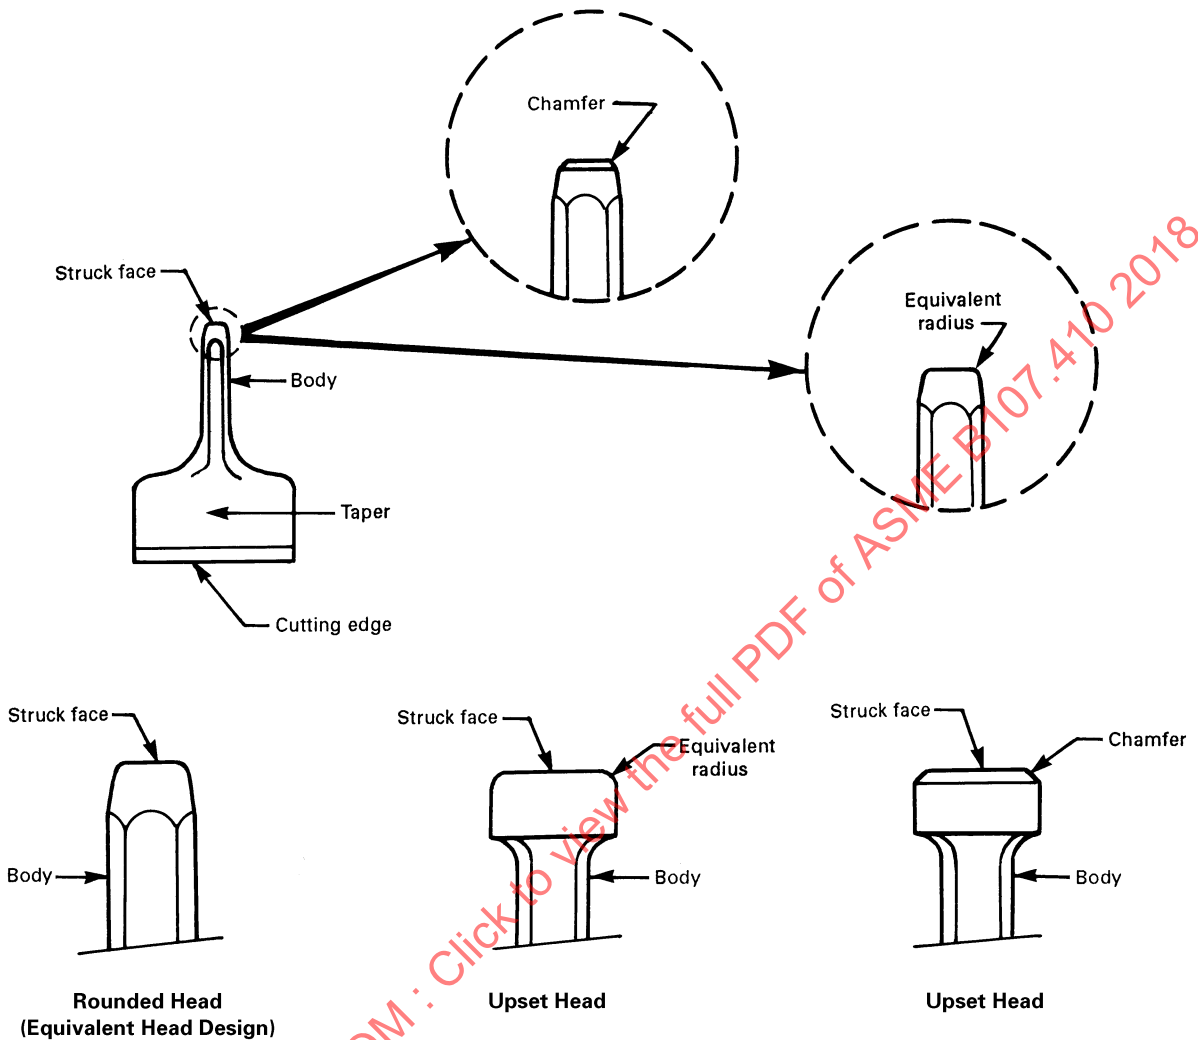 Chamfer
Struck face
Equivalent
radius
Body
Taper
Cutting edge
Struck face
Body
Rounded Head
(Equivalent Head Design)
Struck face
Equivalent
radius
Body
Upset Head
Struck face
Chamfer
Body
Upset Head
OM : Click to view the full PDF of ASME B107.410 2018